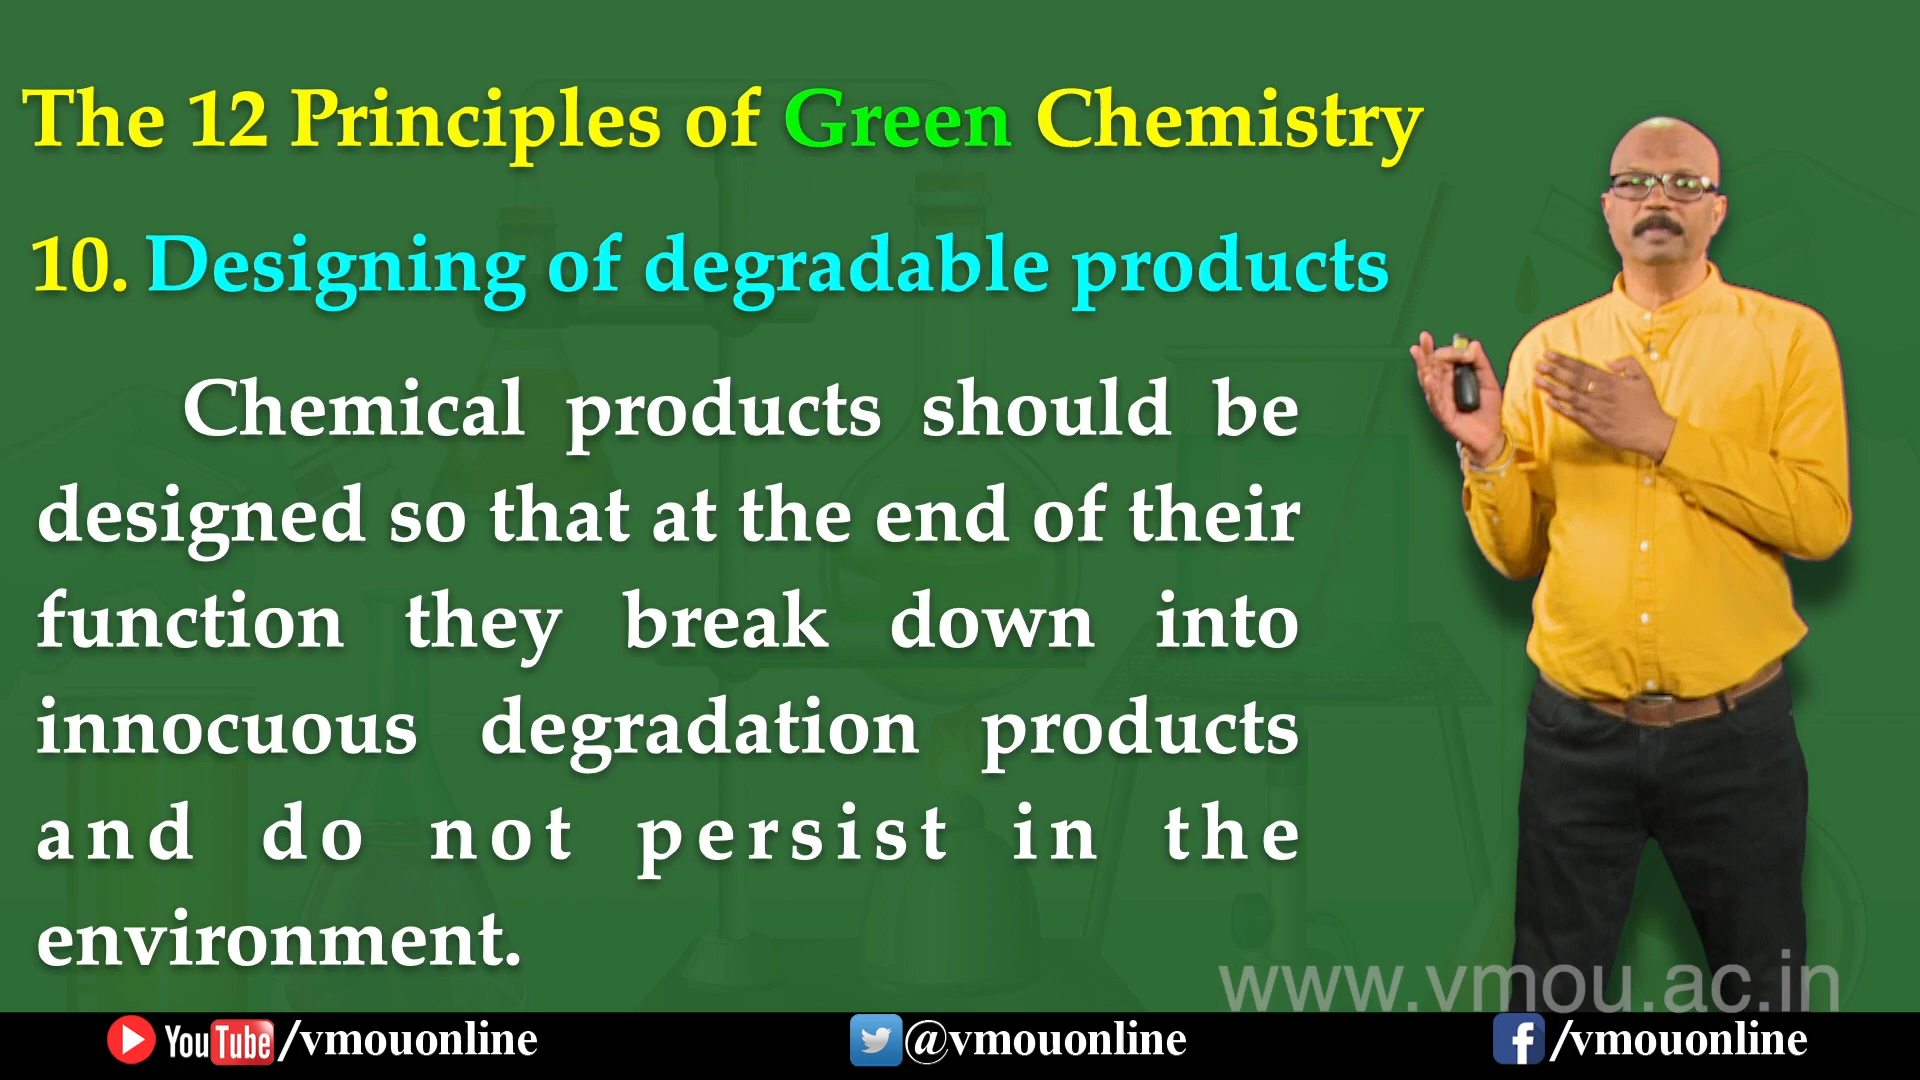 The 12 Principles of Green Chemistry
10. Designing of degradable products
Chemical products should be
designed so that at the end of their
function they break down into
innocuous degradation products
and do not persist in the
environment.
www.vmou.ac.in
YouTube /vmouonline
@vmouonline
f /vmouonline